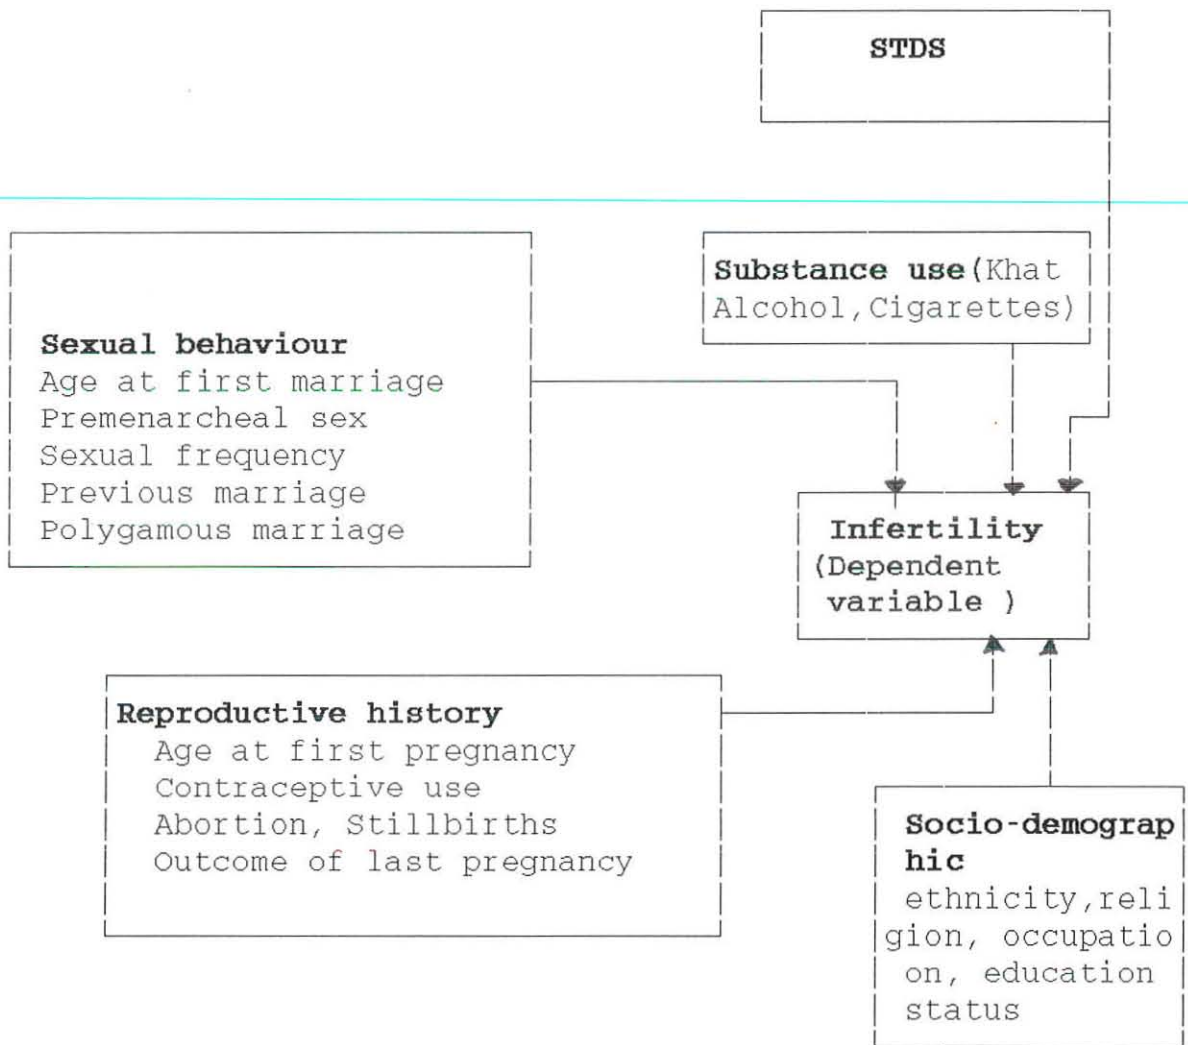 STDS
Substance use(Khat
Alcohol,Cigarettes)
Sexual behaviour
Age at first marriage
Premenarcheal sex
Sexual frequency
Previous marriage
Polygamous marriage
Infertility
(Dependent
variable )
Reproductive history
Age at first pregnancy
Contraceptive use
Abortion, Stillbirths
Outcome of last pregnancy
Socio-demograp
hic
ethnicity,reli
gion, occupatio
on, education
status